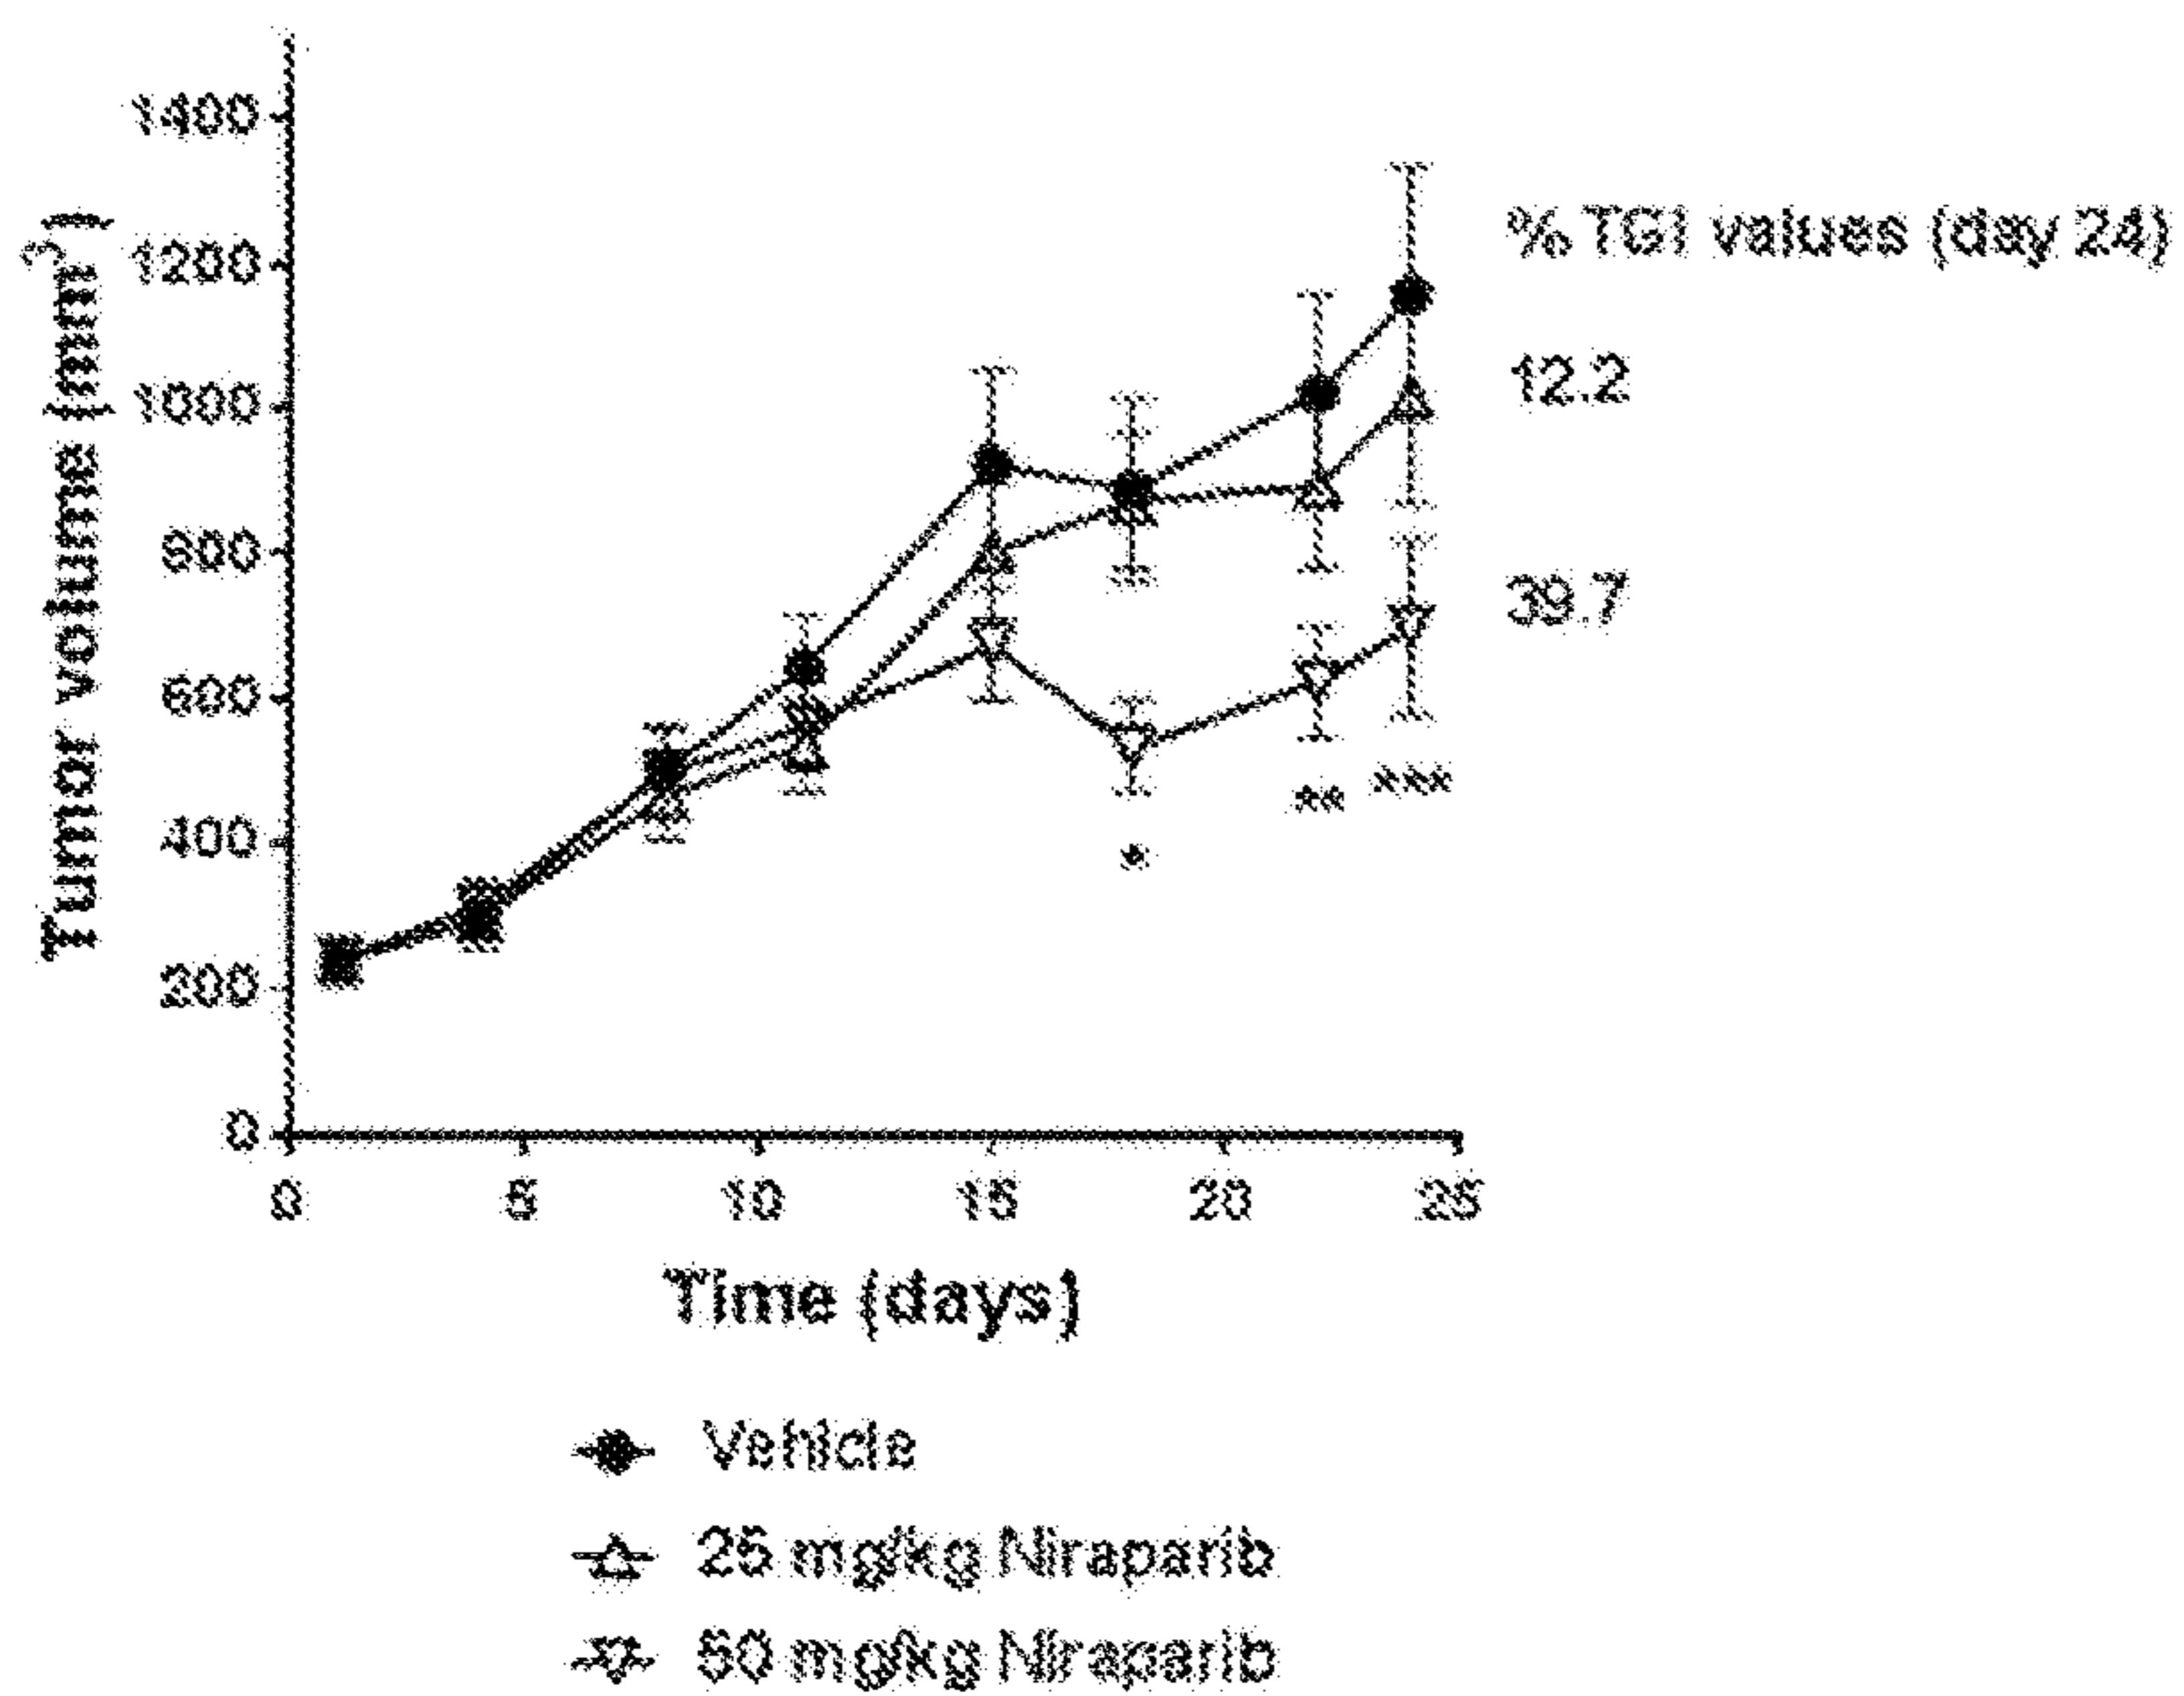 Tumor volume (mm³)
1400
1200
1000
800
600
400
200
0
0 5 10 15 20 25
Time (days)
% TGI values (day 24)
12.2
39.7
*
**
***
Vehicle
25 mg/kg Niraparib
50 mg/kg Niraparib